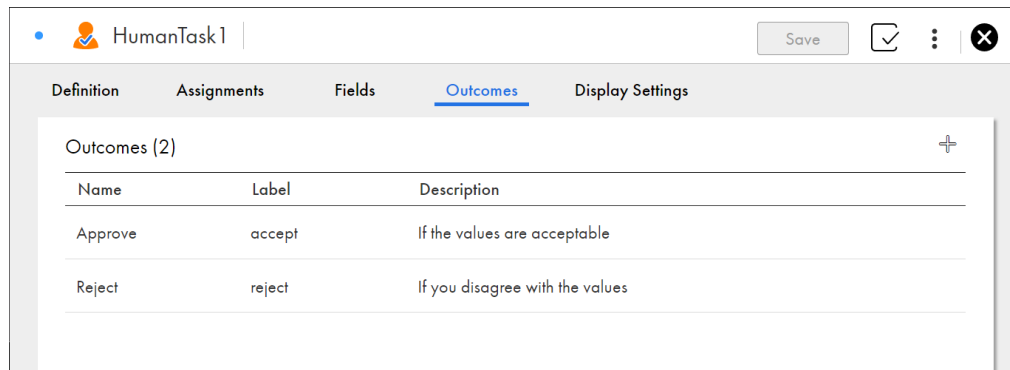 HumanTask1 Save
Definition Assignments Fields Outcomes Display Settings
Outcomes (2)
Name Label Description
Approve accept If the values are acceptable
Reject reject If you disagree with the values